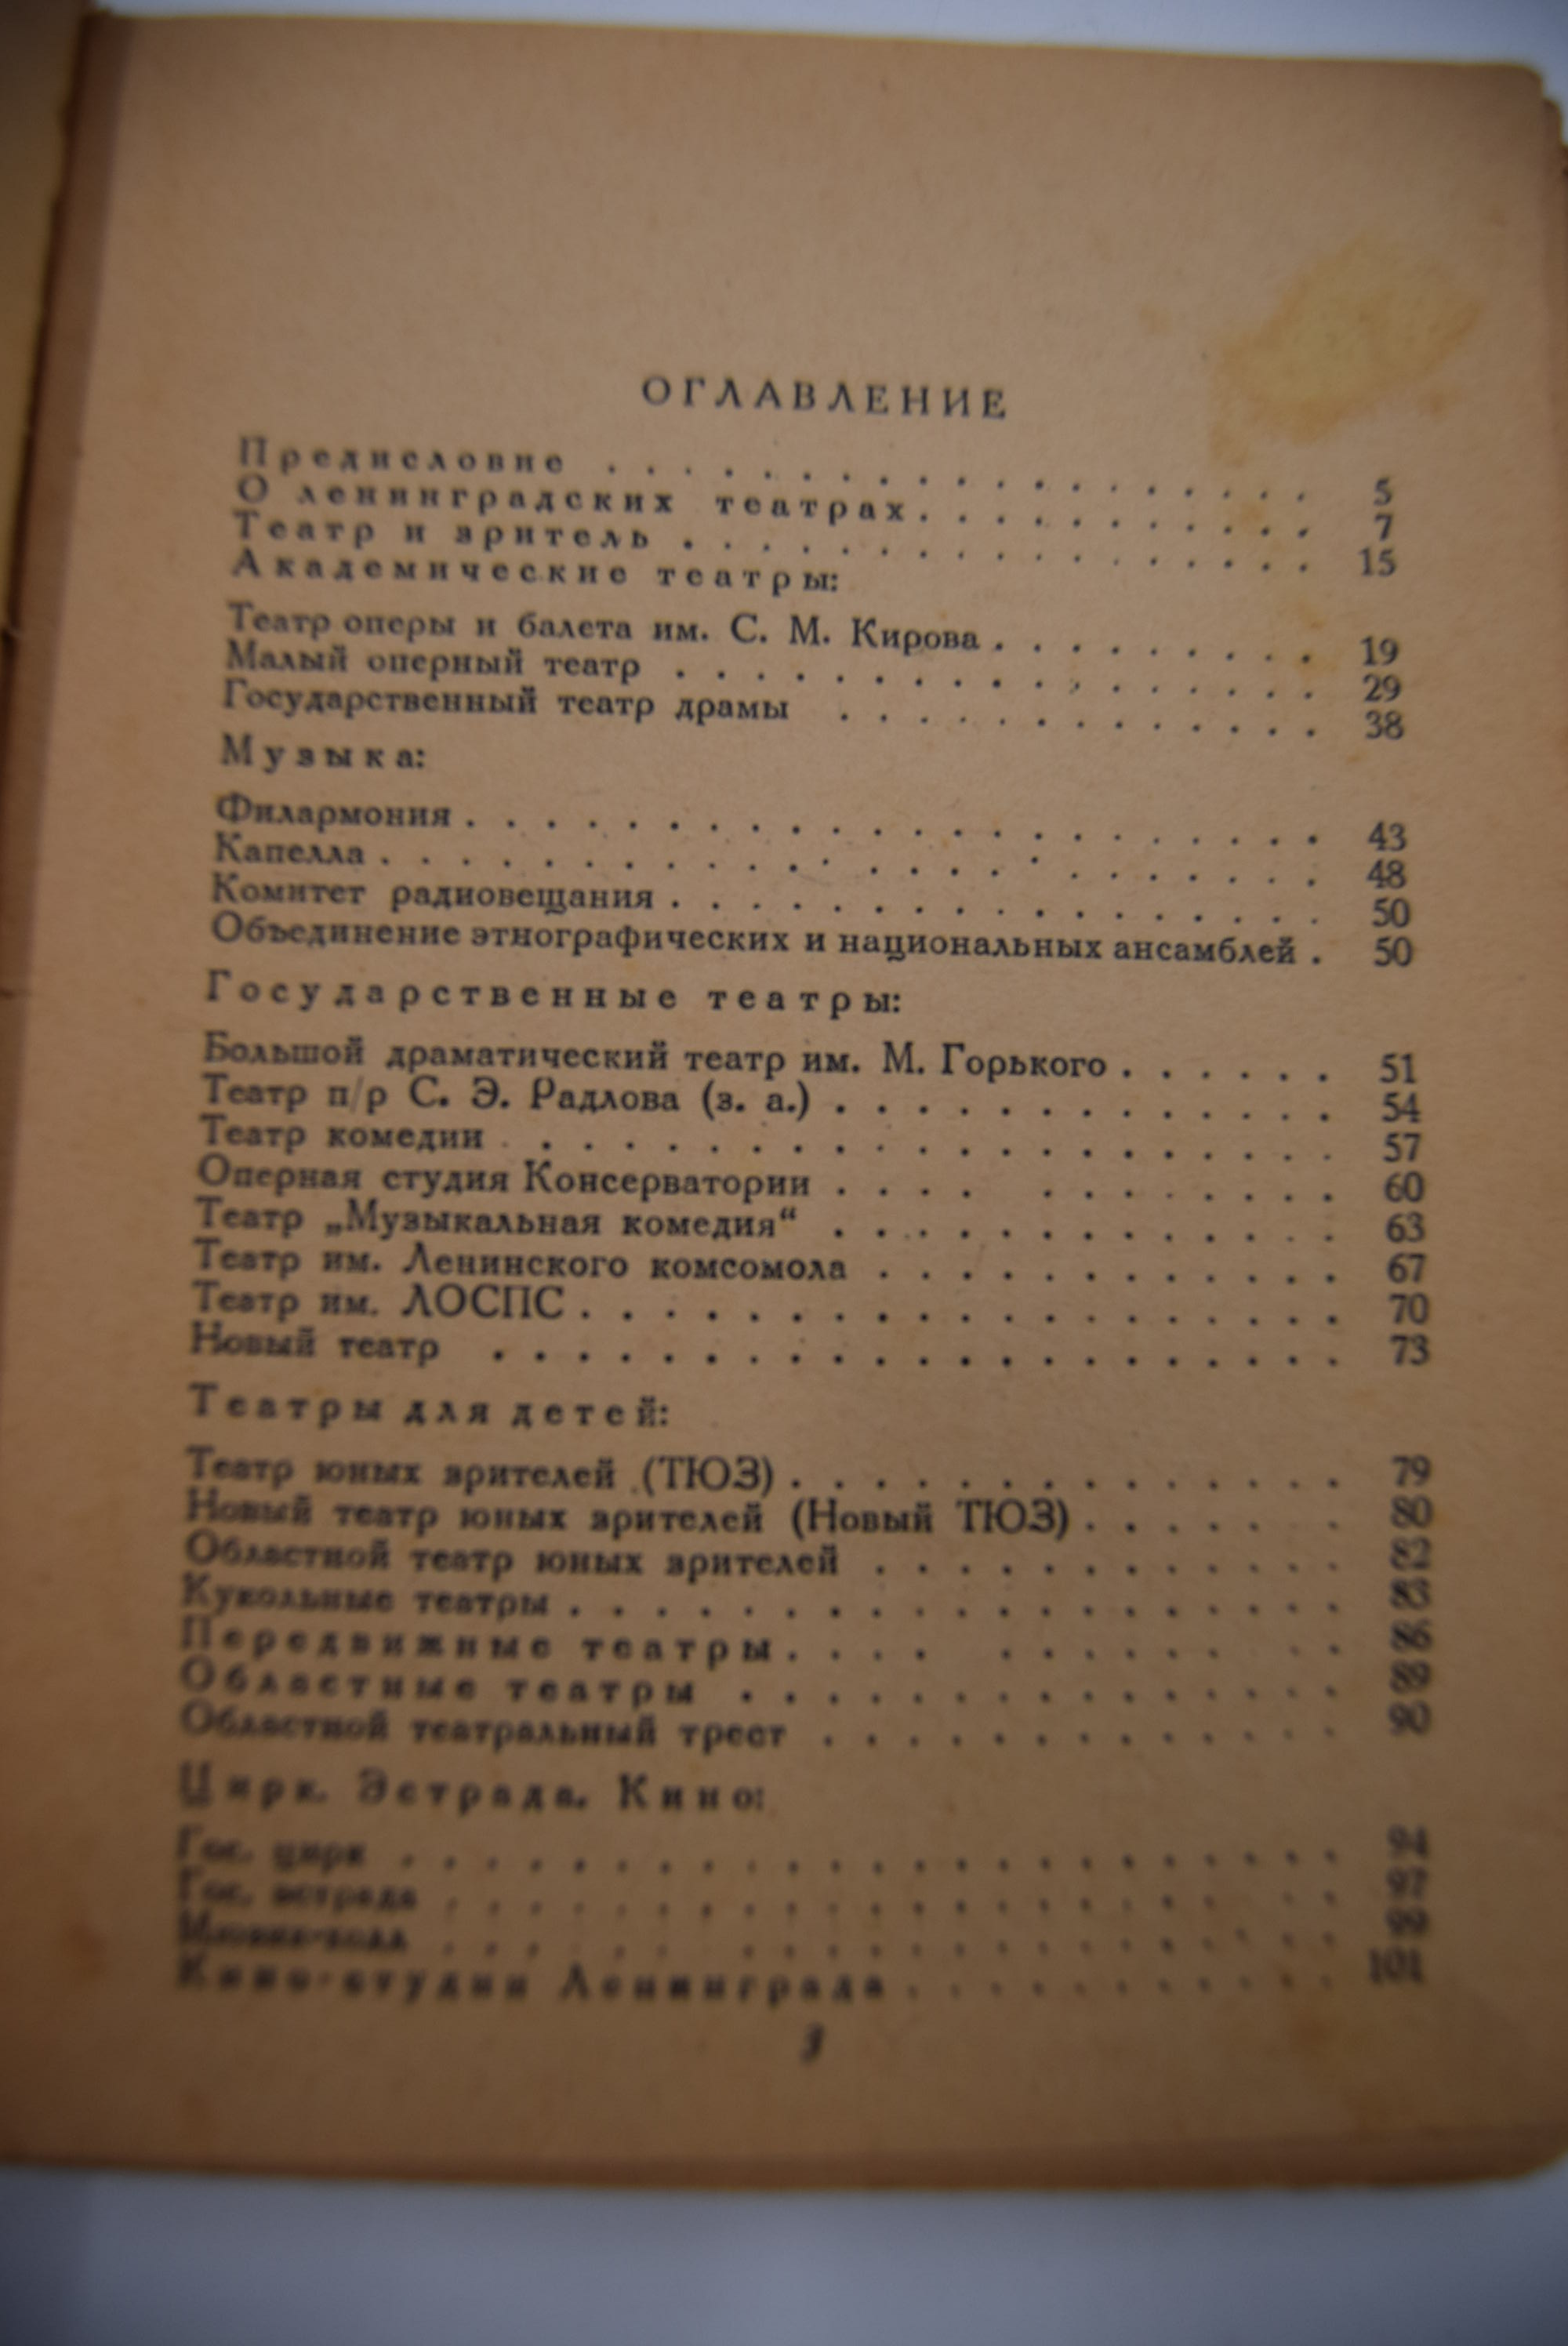 ОГЛАВЛЕНИЕ
Предисловие . . . . . . . . . . . . . . . . . . . 5
О ленинградских театрах . . . . . . . . . . . 7
Театр и зритель . . . . . . . . . . . . . . . . . 15
Академические театры:
Театр оперы и балета им. С. М. Кирова . . . . . . . . . 19
Малый оперный театр . . . . . . . . . . . . . . . . . 29
Государственный театр драмы . . . . . . . . . . . . . 38
Музыка:
Филармония . . . . . . . . . . . . . . . . . . . . . . 43
Капелла . . . . . . . . . . . . . . . . . . . . . . . . 48
Комитет радиовещания . . . . . . . . . . . . . . . . . 50
Объединение этнографических и национальных ансамблей . 50
Государственные театры:
Большой драматический театр им. М. Горького . . . . . . 51
Театр п/р С. Э. Радлова (з. а.) . . . . . . . . . . . . . 54
Театр комедии . . . . . . . . . . . . . . . . . . . . 57
Оперная студия Консерватории . . . . . . . . . . . . 60
Театр „Музыкальная комедия“ . . . . . . . . . . . . . 63
Театр им. Ленинского комсомола . . . . . . . . . . . 67
Театр им. ЛОСПС . . . . . . . . . . . . . . . . . . . 70
Новый театр . . . . . . . . . . . . . . . . . . . . . 73
Театры для детей:
Театр юных зрителей (ТЮЗ) . . . . . . . . . . . . . . 79
Новый театр юных зрителей (Новый ТЮЗ) . . . . . . 80
Областной театр юных зрителей . . . . . . . . . . . . 82
Кукольные театры . . . . . . . . . . . . . . . . . . . 83
Передвижные театры . . . . . . . . . . . . 86
Областные театры . . . . . . . . . . . . . . . 89
Областной театральный трест . . . . . . . . . . . . . 90
Цирк. Эстрада. Кино:
Гос. цирк . . . . . . . . . . . . . . . . . . . . . . . 94
Гос. эстрада . . . . . . . . . . . . . . . . . . . . . 97
Мюзик-холл . . . . . . . . . . . . . . . . . . . . . 99
Кино-студии Ленинграда . . . . . . . . . . . 101
3